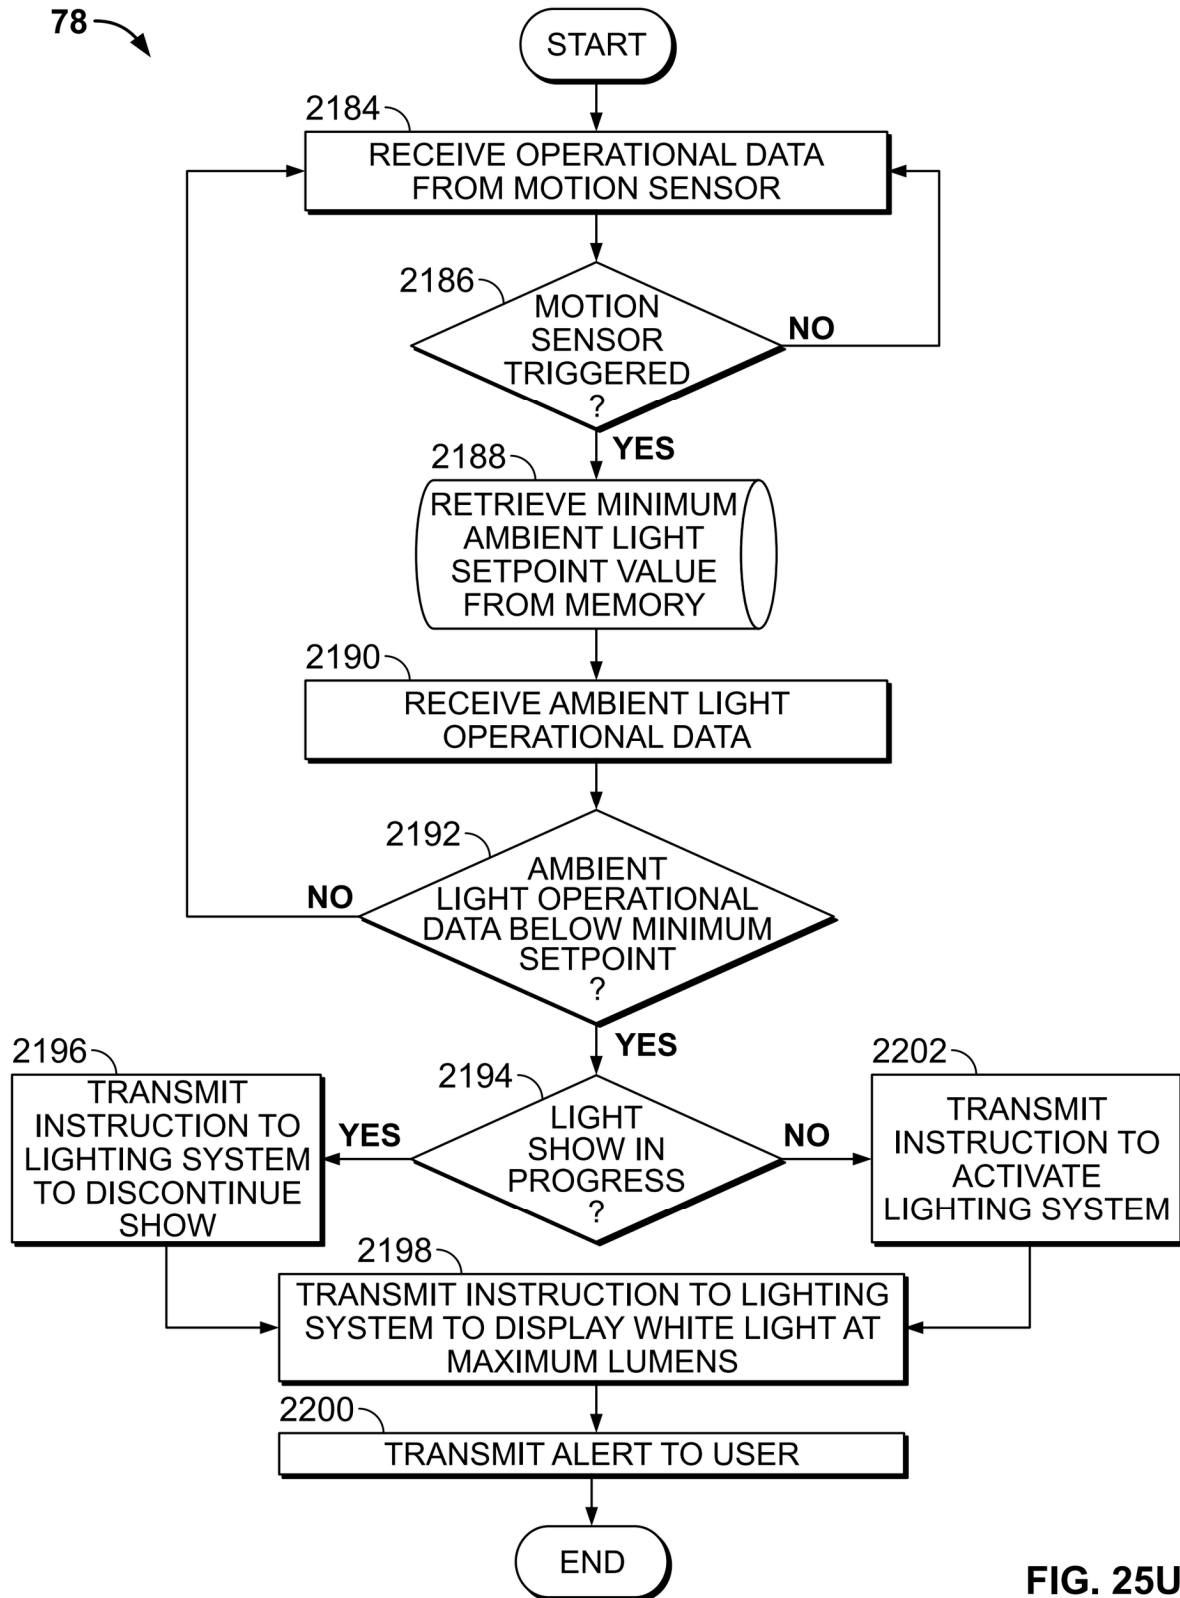 78
START
2184
RECEIVE OPERATIONAL DATA
FROM MOTION SENSOR
2186
MOTION
SENSOR
TRIGGERED
?
NO
YES
2188
RETRIEVE MINIMUM
AMBIENT LIGHT
SETPOINT VALUE
FROM MEMORY
2190
RECEIVE AMBIENT LIGHT
OPERATIONAL DATA
2192
AMBIENT
LIGHT OPERATIONAL
DATA BELOW MINIMUM
SETPOINT
?
NO
YES
2194
LIGHT
SHOW IN
PROGRESS
?
YES
NO
2196
TRANSMIT
INSTRUCTION TO
LIGHTING SYSTEM
TO DISCONTINUE
SHOW
2202
TRANSMIT
INSTRUCTION TO
ACTIVATE
LIGHTING SYSTEM
2198
TRANSMIT INSTRUCTION TO LIGHTING
SYSTEM TO DISPLAY WHITE LIGHT AT
MAXIMUM LUMENS
2200
TRANSMIT ALERT TO USER
END
FIG. 25U